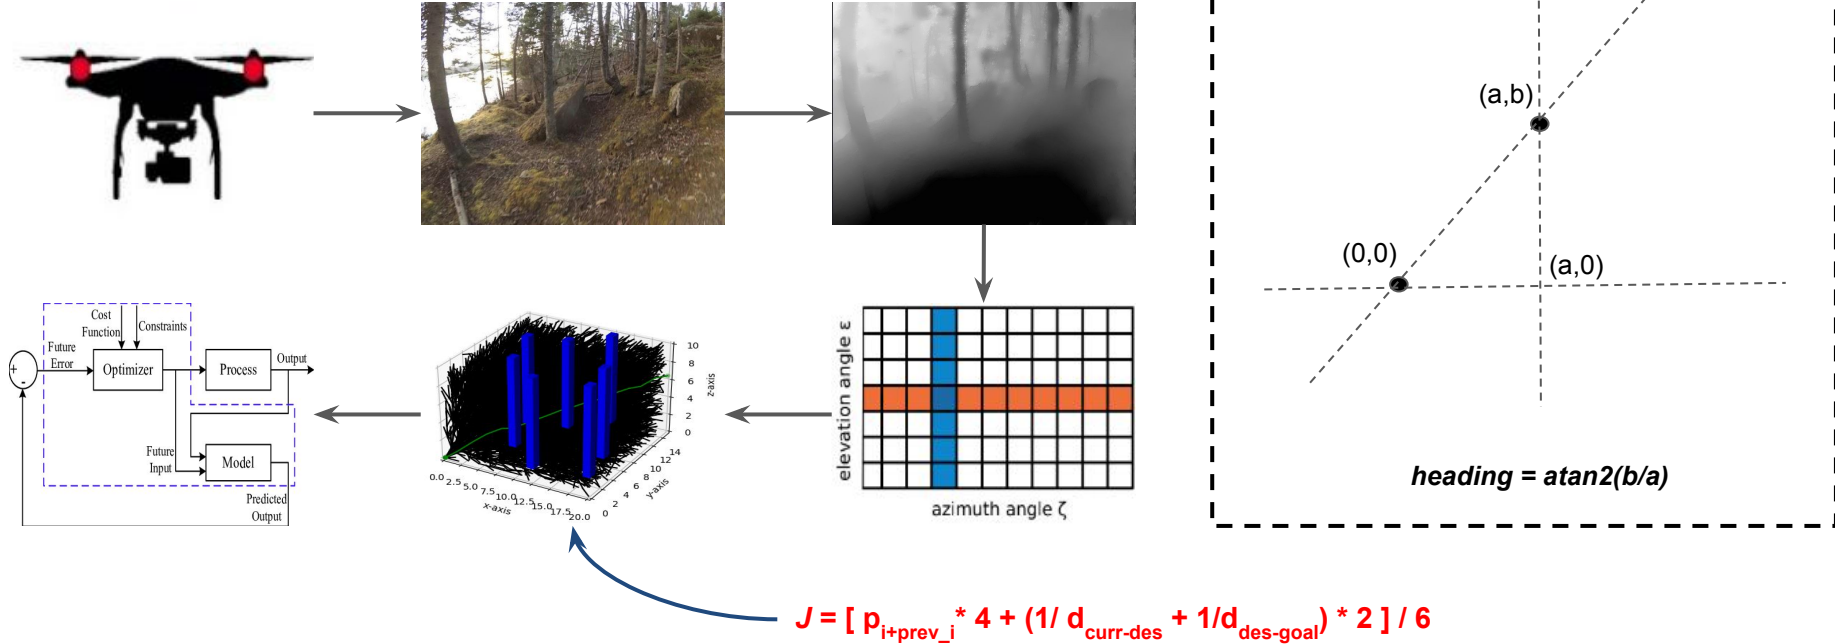 (a,b)
(0,0)
(a,0)
heading = atan2(b/a)
Cost
Function
Constraints
Future
Error
+
-
Optimizer
Process
Output
Future
Input
Model
Predicted
Output
10
8
6
4
2
0
z-axis
0.0 2.5 5.0 7.5 10.0 12.5 15.0 17.5 20.0
x-axis
0 2 4 6 8 10 12 14
y-axis
elevation angle ε
azimuth angle ζ
J = [ p_{i+prev_i} * 4 + (1/ d_{curr-des} + 1/d_{des-goal}) * 2 ] / 6